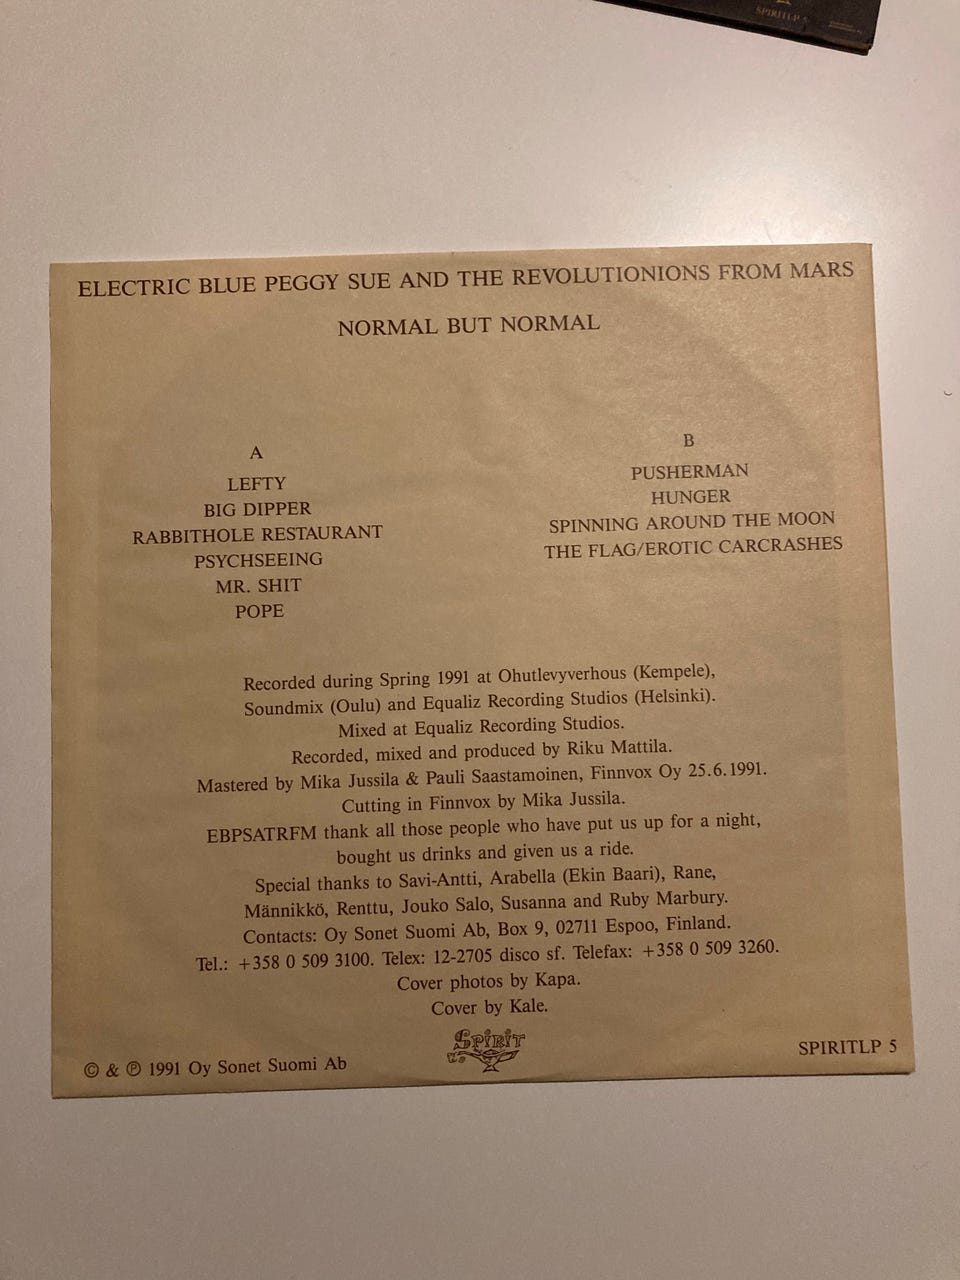 SPIRITLP 5
ELECTRIC BLUE PEGGY SUE AND THE REVOLUTIONIONS FROM MARS
NORMAL BUT NORMAL
A
LEFTY
BIG DIPPER
RABBITHOLE RESTAURANT
PSYCHSEEING
MR. SHIT
POPE
B
PUSHERMAN
HUNGER
SPINNING AROUND THE MOON
THE FLAG/EROTIC CARCRASHES
Recorded during Spring 1991 at Ohutlevyverhous (Kempele),
Soundmix (Oulu) and Equaliz Recording Studios (Helsinki).
Mixed at Equaliz Recording Studios.
Recorded, mixed and produced by Riku Mattila.
Mastered by Mika Jussila & Pauli Saastamoinen, Finnvox Oy 25.6.1991.
Cutting in Finnvox by Mika Jussila.
EBPSATRFM thank all those people who have put us up for a night,
bought us drinks and given us a ride.
Special thanks to Savi-Antti, Arabella (Ekin Baari), Rane,
Männikkö, Renttu, Jouko Salo, Susanna and Ruby Marbury.
Contacts: Oy Sonet Suomi Ab, Box 9, 02711 Espoo, Finland.
Tel.: +358 0 509 3100. Telex: 12-2705 disco sf. Telefax: +358 0 509 3260.
Cover photos by Kapa.
Cover by Kale.
SPIRIT
© & ℗ 1991 Oy Sonet Suomi Ab
SPIRITLP 5